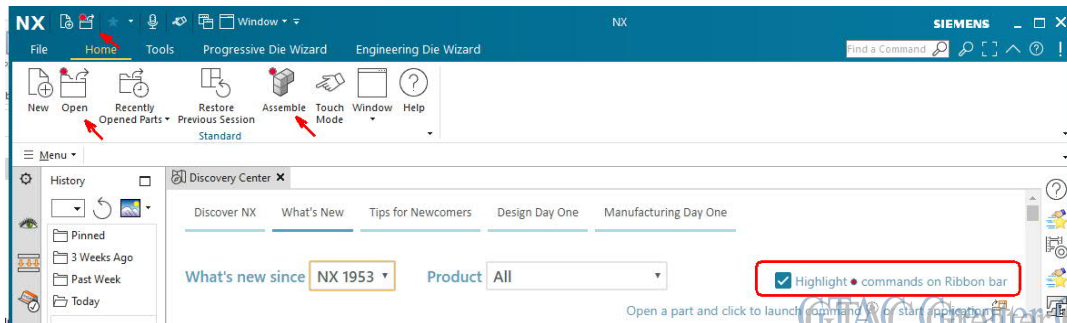 NX Window NX SIEMENS
File Home Tools Progressive Die Wizard Engineering Die Wizard Find a Command
New Open Recently Opened Parts Restore Previous Session Assemble Touch Mode Window Help
Standard
Menu
History Discovery Center
Discover NX What's New Tips for Newcomers Design Day One Manufacturing Day One
Pinned
3 Weeks Ago
Past Week What's new since NX 1953 Product All Highlight commands on Ribbon bar
Today
Open a part and click to launch command or start application
GTAC Greater